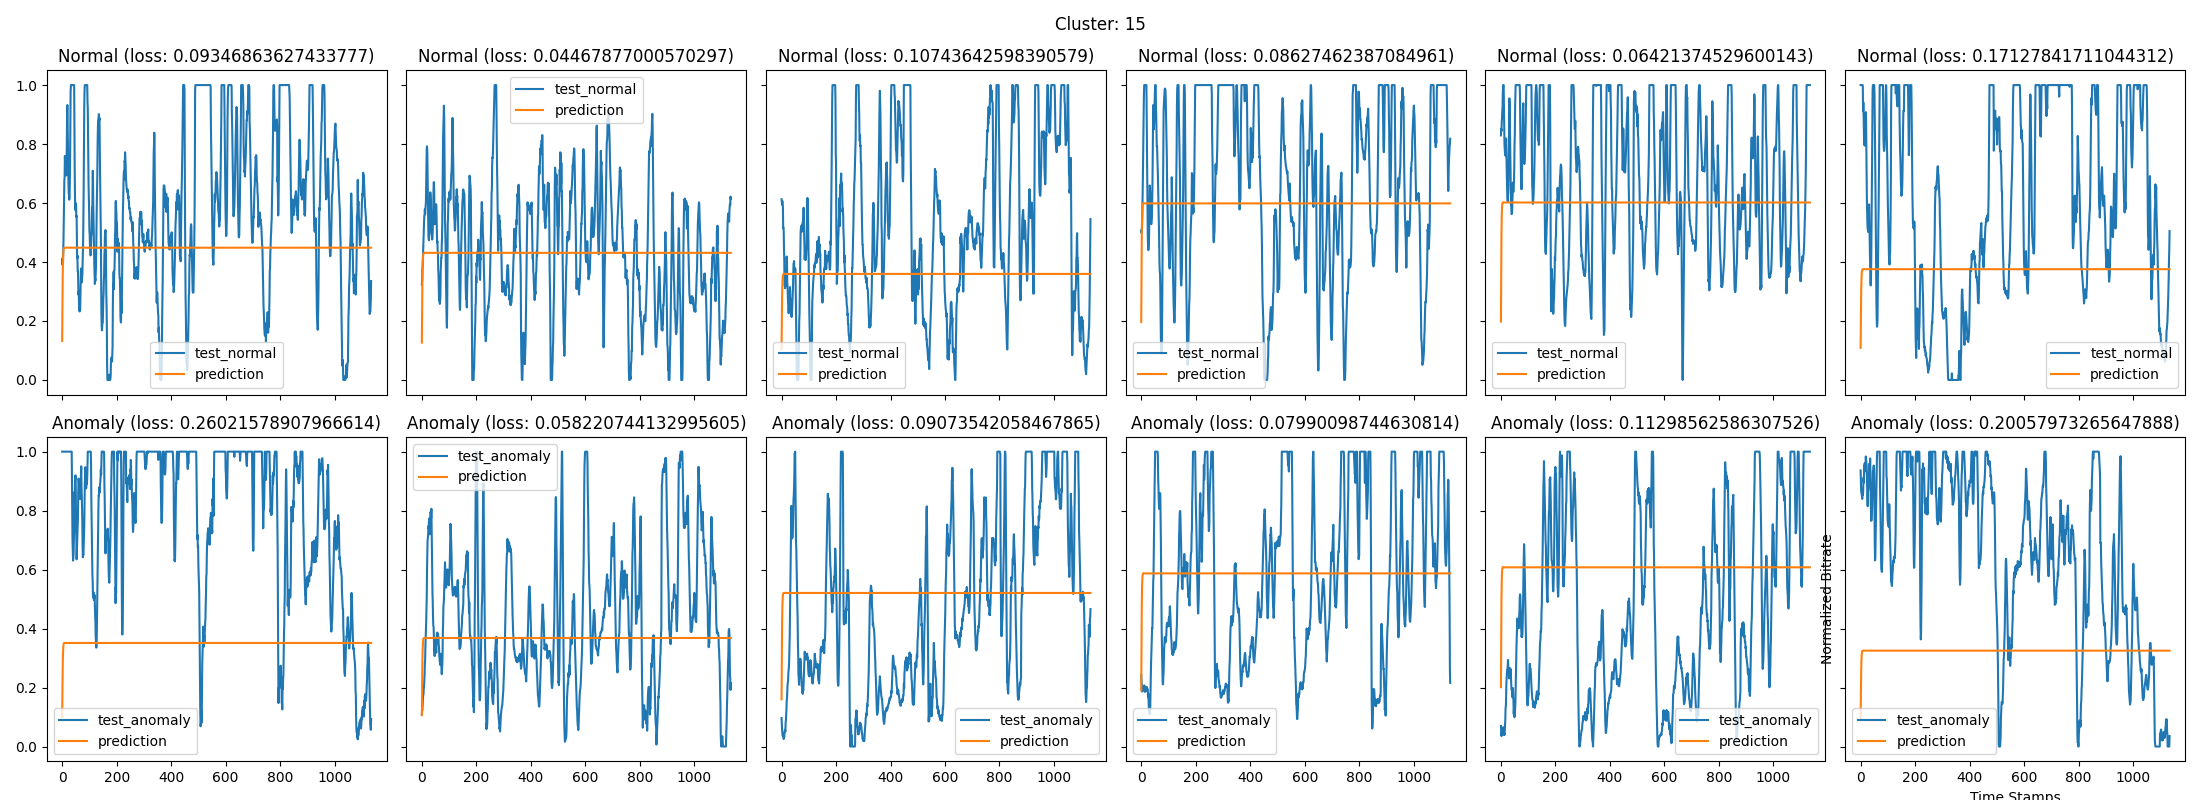 Cluster: 15
Normal (loss: 0.09346863627433777)
Normal (loss: 0.04467877000570297)
Normal (loss: 0.10743642598390579)
Normal (loss: 0.08627462387084961)
Normal (loss: 0.06421374529600143)
Normal (loss: 0.17127841711044312)
1.0
0.8
0.6
0.4
0.2
0.0
test_normal
prediction
test_normal
prediction
test_normal
prediction
test_normal
prediction
test_normal
prediction
test_normal
prediction
Anomaly (loss: 0.26021578907966614)
Anomaly (loss: 0.058220744132995605)
Anomaly (loss: 0.09073542058467865)
Anomaly (loss: 0.07990098744630814)
Anomaly (loss: 0.11298562586307526)
Anomaly (loss: 0.200579732656478​88)
1.0
0.8
0.6
0.4
0.2
0.0
test_anomaly
prediction
test_anomaly
prediction
test_anomaly
prediction
test_anomaly
prediction
test_anomaly
prediction
test_anomaly
prediction
Normalized Bitrate
0 200 400 600 800 1000
0 200 400 600 800 1000
0 200 400 600 800 1000
0 200 400 600 800 1000
0 200 400 600 800 1000
0 200 400 600 800 1000
Time Stamps